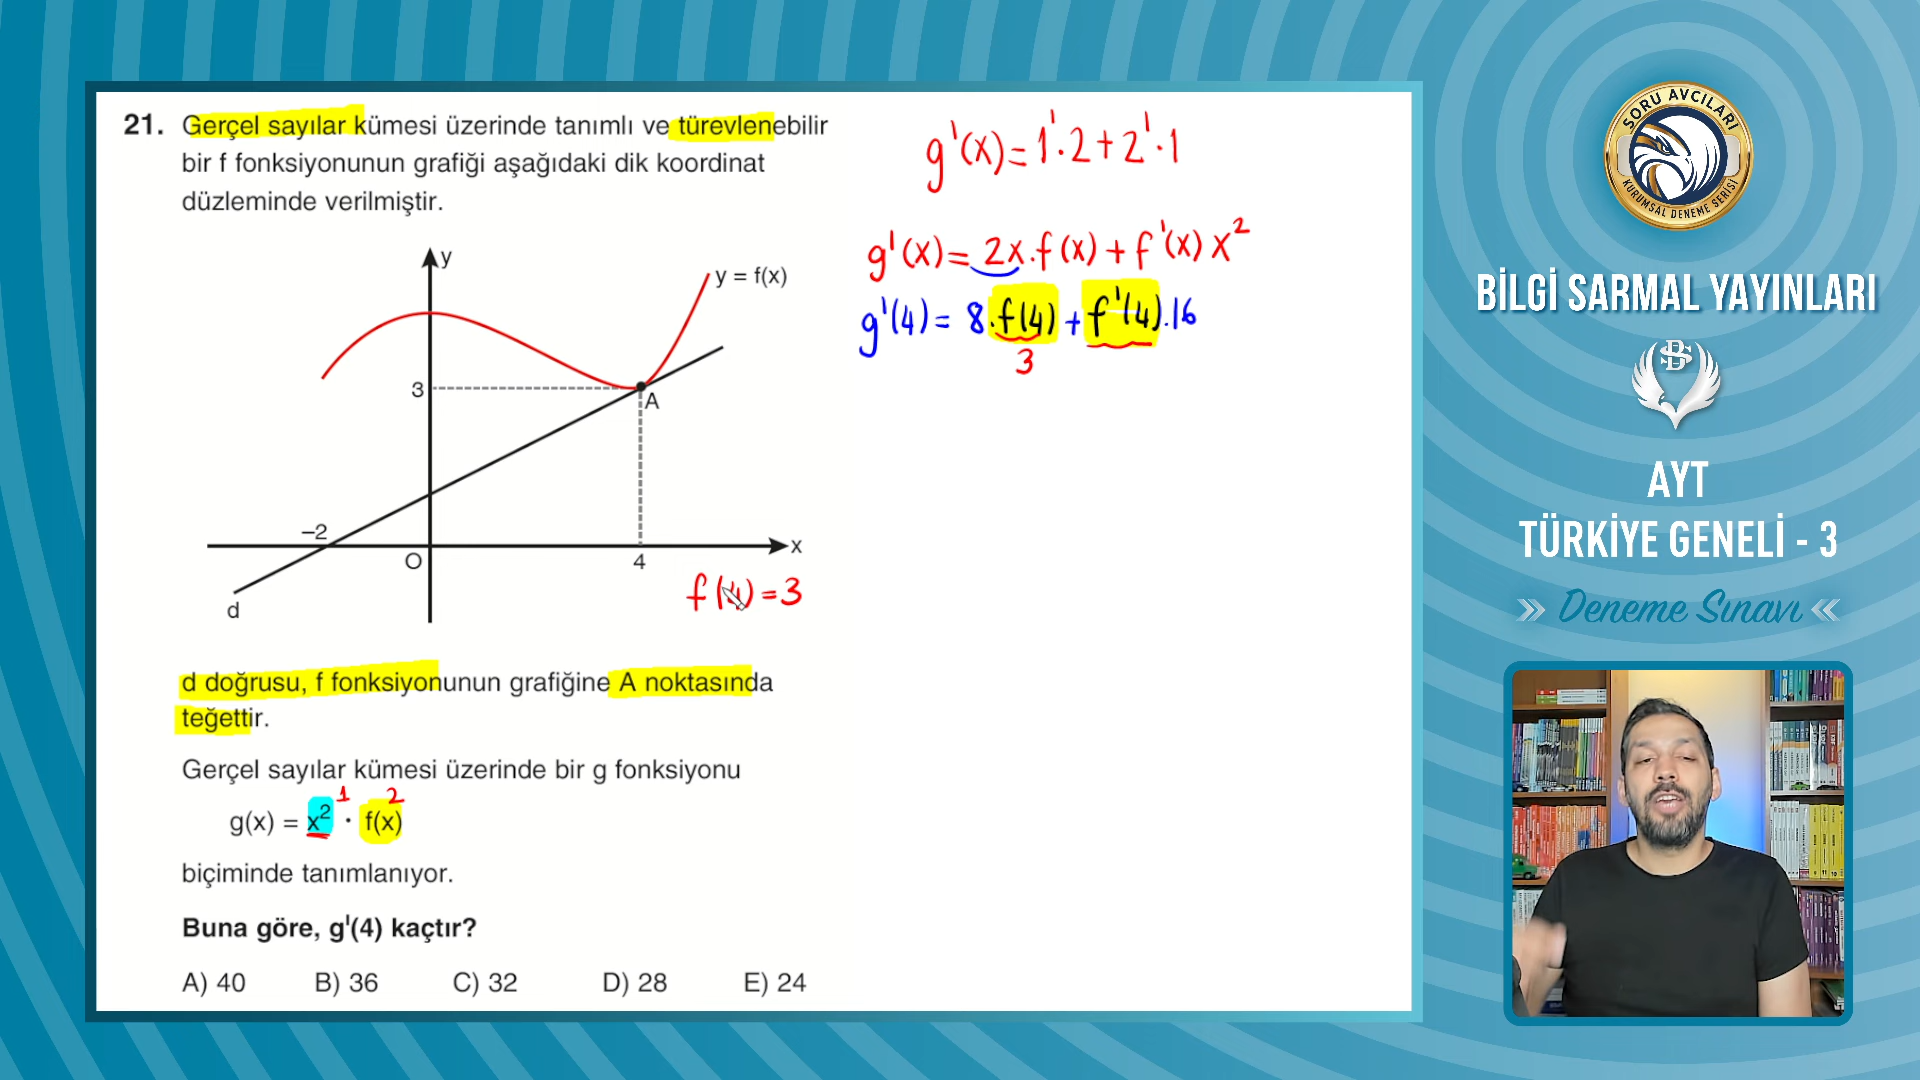 21. Gerçel sayılar kümesi üzerinde tanımlı ve türevlenebilir
bir f fonksiyonunun grafiği aşağıdaki dik koordinat
düzleminde verilmiştir.
y
y = f(x)
3
A
–2
O
4
x
d
f(4)=3
d doğrusu, f fonksiyonunun grafiğine A noktasında
teğettir.
Gerçel sayılar kümesi üzerinde bir g fonksiyonu
1 2
g(x) = x² · f(x)
biçiminde tanımlanıyor.
Buna göre, g'(4) kaçtır?
A) 40 B) 36 C) 32 D) 28 E) 24
g'(x)=1'·2+2'·1
g'(x)=2x·f(x)+f'(x)x²
g'(4)=8·f(4)+f'(4)·16
3
SORU AVCILARI
KURUMSAL DENEME SERİSİ
BİLGİ SARMAL YAYINLARI
BS
AYT
TÜRKİYE GENELİ - 3
Deneme Sınavı